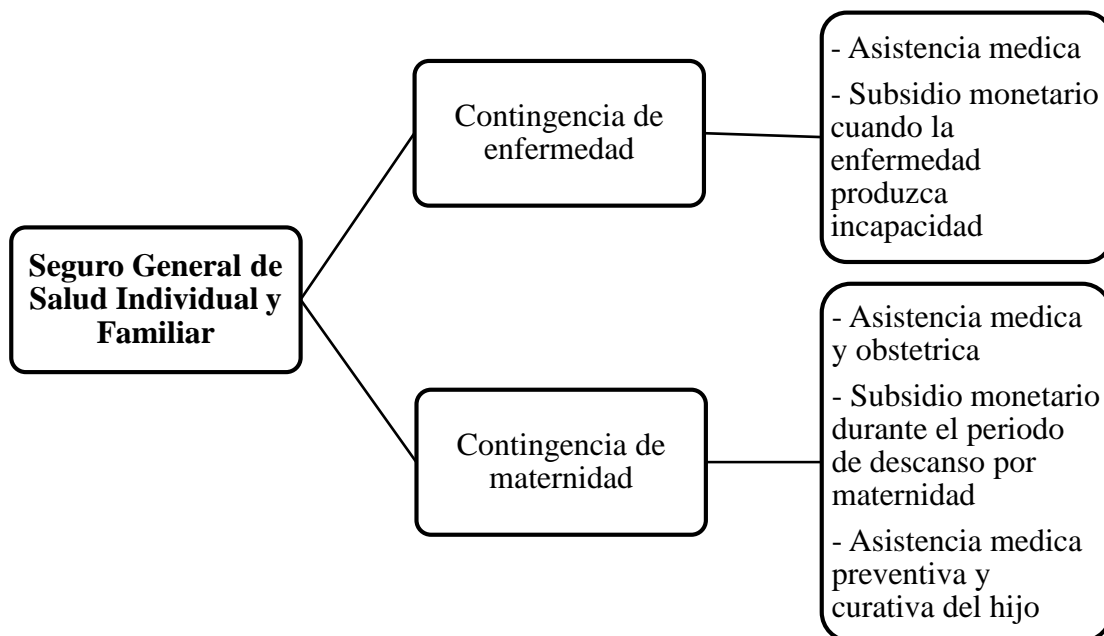 Seguro General de
Salud Individual y
Familiar
Contingencia de
enfermedad
- Asistencia medica
- Subsidio monetario
cuando la
enfermedad
produzca
incapacidad
Contingencia de
maternidad
- Asistencia medica
y obstetrica
- Subsidio monetario
durante el periodo
de descanso por
maternidad
- Asistencia medica
preventiva y
curativa del hijo